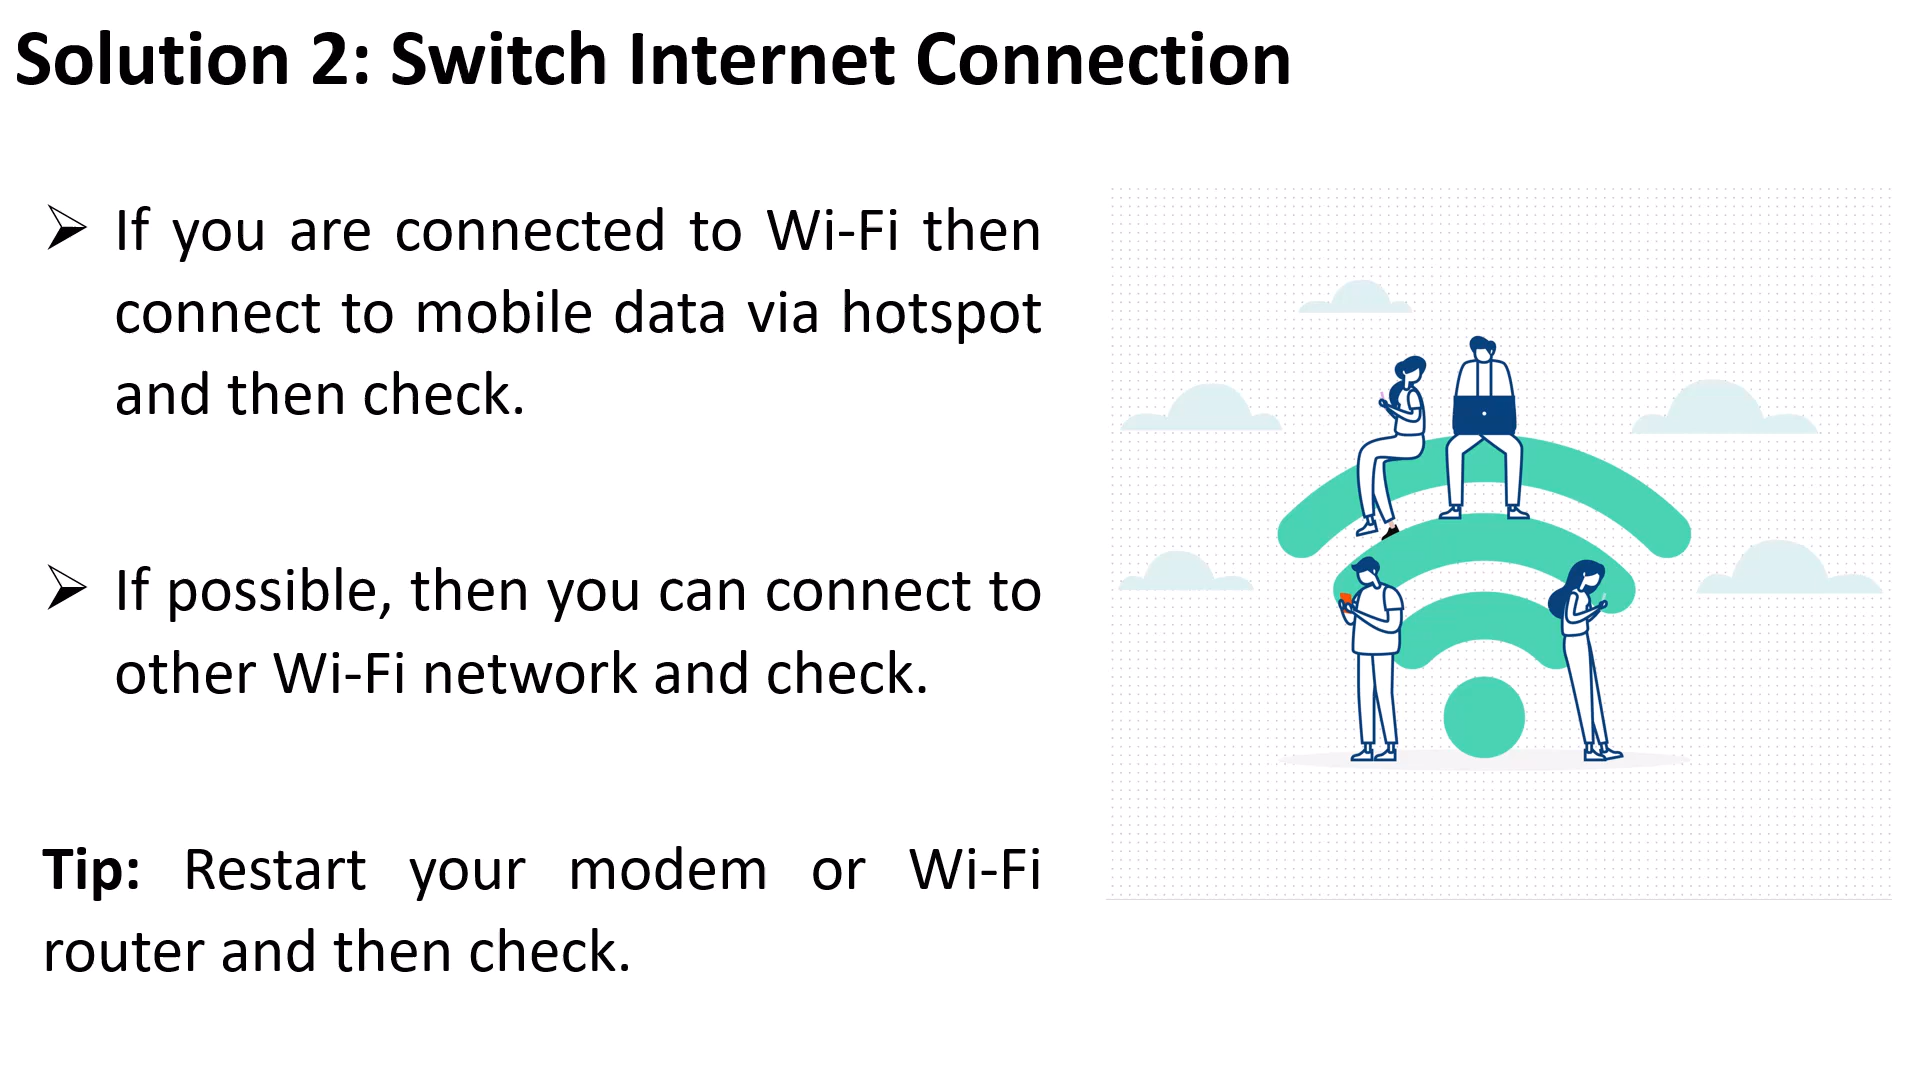 Solution 2: Switch Internet Connection
➢ If you are connected to Wi-Fi then
connect to mobile data via hotspot
and then check.
➢ If possible, then you can connect to
other Wi-Fi network and check.
Tip: Restart your modem or Wi-Fi
router and then check.